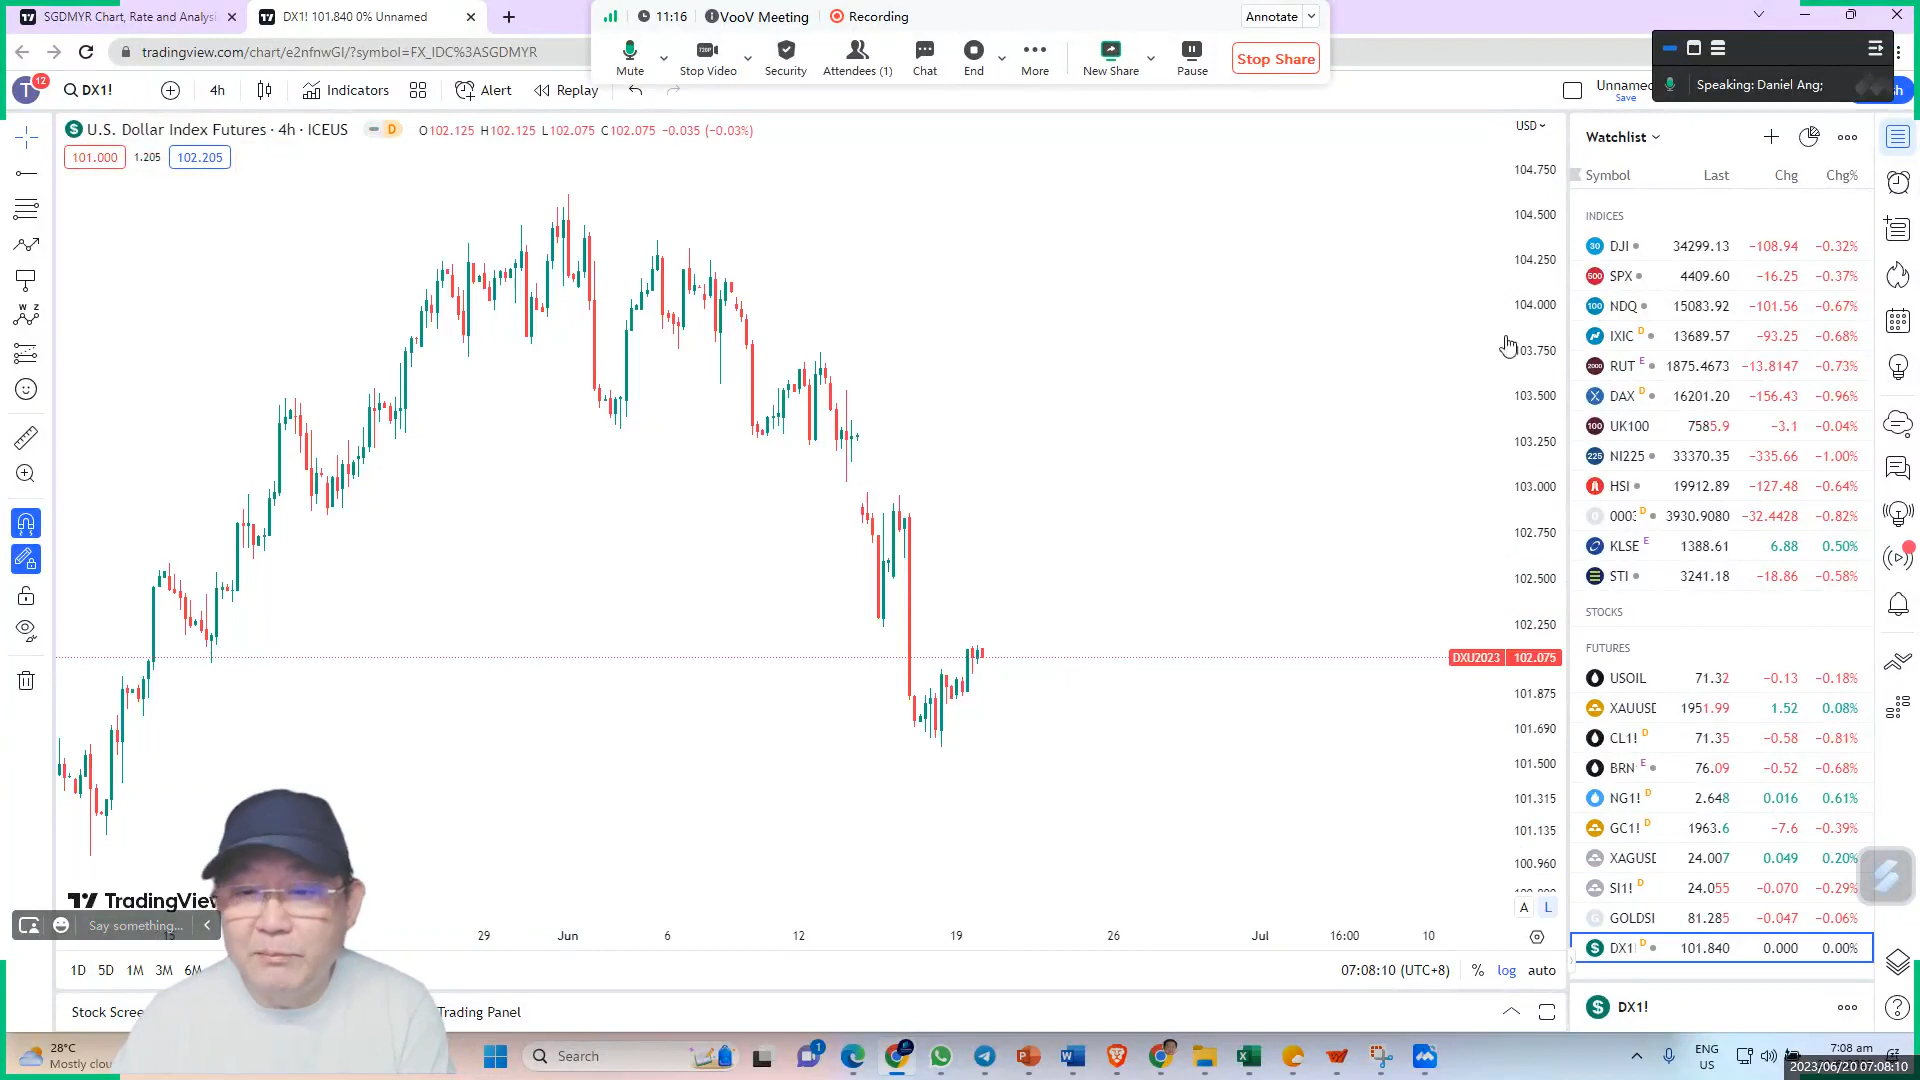 SGDMYR Chart, Rate and Analysi
DX1! 101.840 0% Unnamed
11:16
VooV Meeting
Recording
Annotate
tradingview.com/chart/e2nfnwGI/?symbol=FX_IDC%3ASGDMYR
Mute
Stop Video
Security
Attendees (1)
Chat
End
More
New Share
Pause
Stop Share
Speaking: Daniel Ang;
T
12
DX1!
4h
Indicators
Alert
Replay
Unname
Save
U.S. Dollar Index Futures · 4h · ICEUS
D
O102.125 H102.125 L102.075 C102.075 −0.035 (−0.03%)
101.000
1.205
102.205
USD
104.750
104.500
104.250
104.000
103.750
103.500
103.250
103.000
102.750
102.500
102.250
DXU2023 102.075
101.875
101.690
101.500
101.315
101.135
100.960
A L
Watchlist
Symbol Last Chg Chg%
INDICES
DJI 34299.13 −108.94 −0.32%
SPX 4409.60 −16.25 −0.37%
NDQ 15083.92 −101.56 −0.67%
IXIC D 13689.57 −93.25 −0.68%
RUT E 1875.4673 −13.8147 −0.73%
DAX D 16201.20 −156.43 −0.96%
UK100 7585.9 −3.1 −0.04%
NI225 33370.35 −335.66 −1.00%
HSI 19912.89 −127.48 −0.64%
000 D 3930.9080 −32.4428 −0.82%
KLSE E 1388.61 6.88 0.50%
STI 3241.18 −18.86 −0.58%
STOCKS
FUTURES
USOIL 71.32 −0.13 −0.18%
XAUUSD 1951.99 1.52 0.08%
CL1! D 71.35 −0.58 −0.81%
BRN E 76.09 −0.52 −0.68%
NG1! D 2.648 0.016 0.61%
GC1! D 1963.6 −7.6 −0.39%
XAGUSD 24.007 0.049 0.20%
SI1! D 24.055 −0.070 −0.29%
GOLDSI 81.285 −0.047 −0.06%
DX1 D 101.840 0.000 0.00%
DX1!
TradingView
Say something...
15 29 Jun 6 12 19 26 Jul 16:00 10
1D 5D 1M 3M 6M
07:08:10 (UTC+8) % log auto
Stock Scree
Trading Panel
28°C
Mostly clou
Search
1
ENG
US
7:08 am
2023/06/20 07:08:10